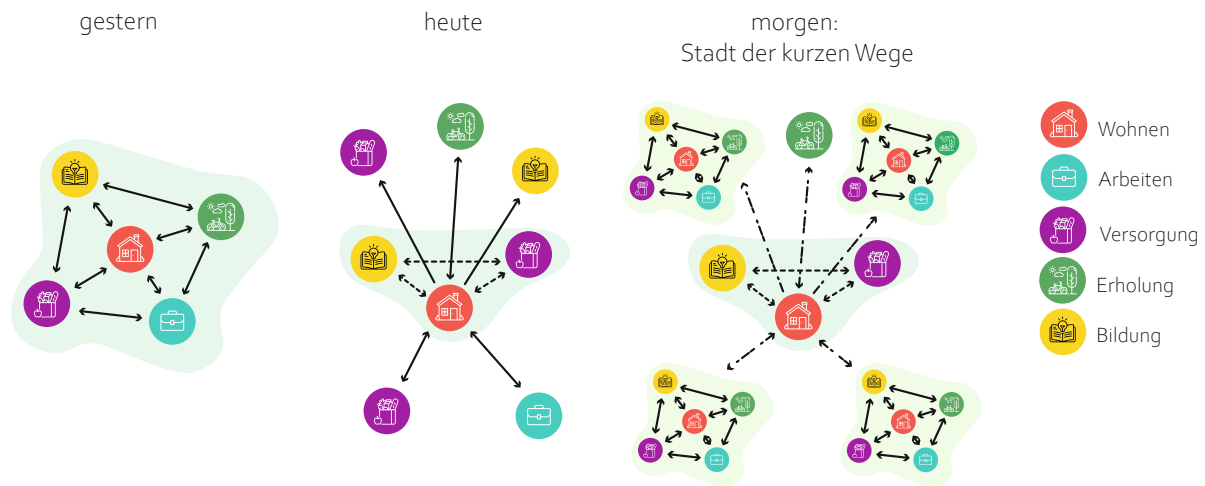 gestern
heute
morgen:
Stadt der kurzen Wege
Wohnen
Arbeiten
Versorgung
Erholung
Bildung